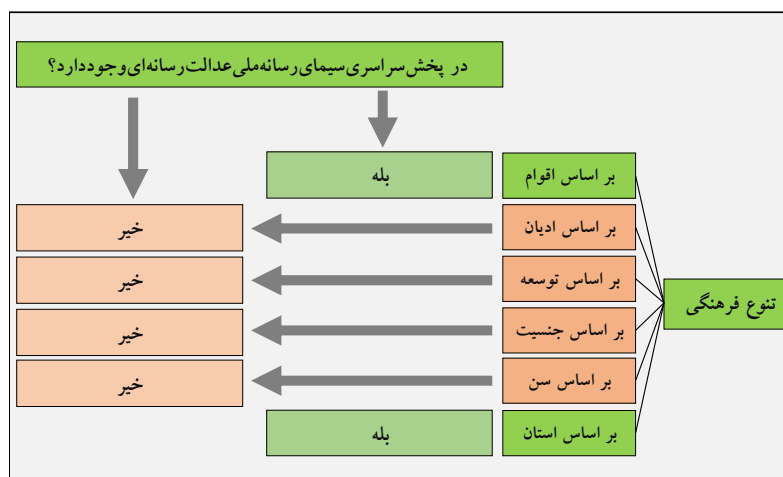 در پخش سراسری سیمای رسانه ملی عدالت رسانه‌ای وجود دارد؟
بر اساس اقوام
بله
بر اساس ادیان
خیر
بر اساس توسعه
خیر
تنوع فرهنگی
بر اساس جنسیت
خیر
بر اساس سن
خیر
بر اساس استان
بله